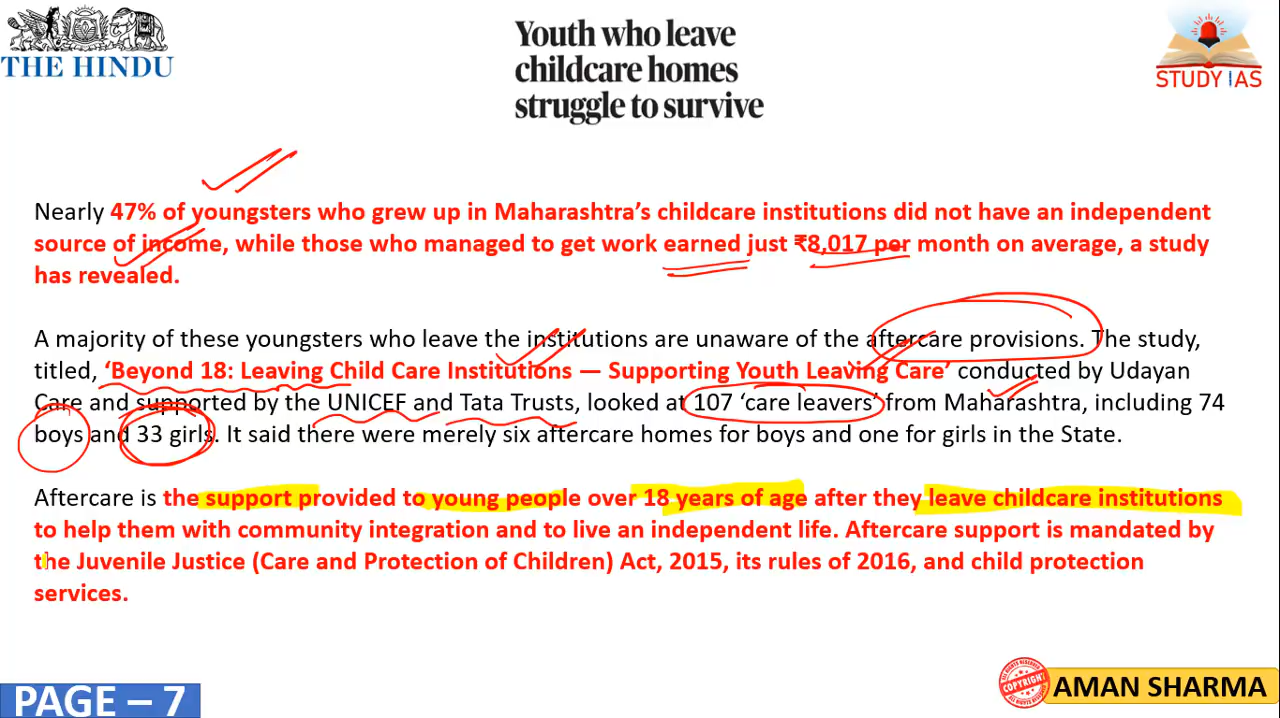 THE HINDU
Youth who leave
childcare homes
struggle to survive
STUDY IAS
Nearly 47% of youngsters who grew up in Maharashtra's childcare institutions did not have an independent
source of income, while those who managed to get work earned just ₹8,017 per month on average, a study
has revealed.
A majority of these youngsters who leave the institutions are unaware of the aftercare provisions. The study,
titled, 'Beyond 18: Leaving Child Care Institutions — Supporting Youth Leaving Care' conducted by Udayan
Care and supported by the UNICEF and Tata Trusts, looked at 107 'care leavers' from Maharashtra, including 74
boys and 33 girls. It said there were merely six aftercare homes for boys and one for girls in the State.
Aftercare is the support provided to young people over 18 years of age after they leave childcare institutions
to help them with community integration and to live an independent life. Aftercare support is mandated by
the Juvenile Justice (Care and Protection of Children) Act, 2015, its rules of 2016, and child protection
services.
PAGE – 7
COPYRIGHT
AMAN SHARMA